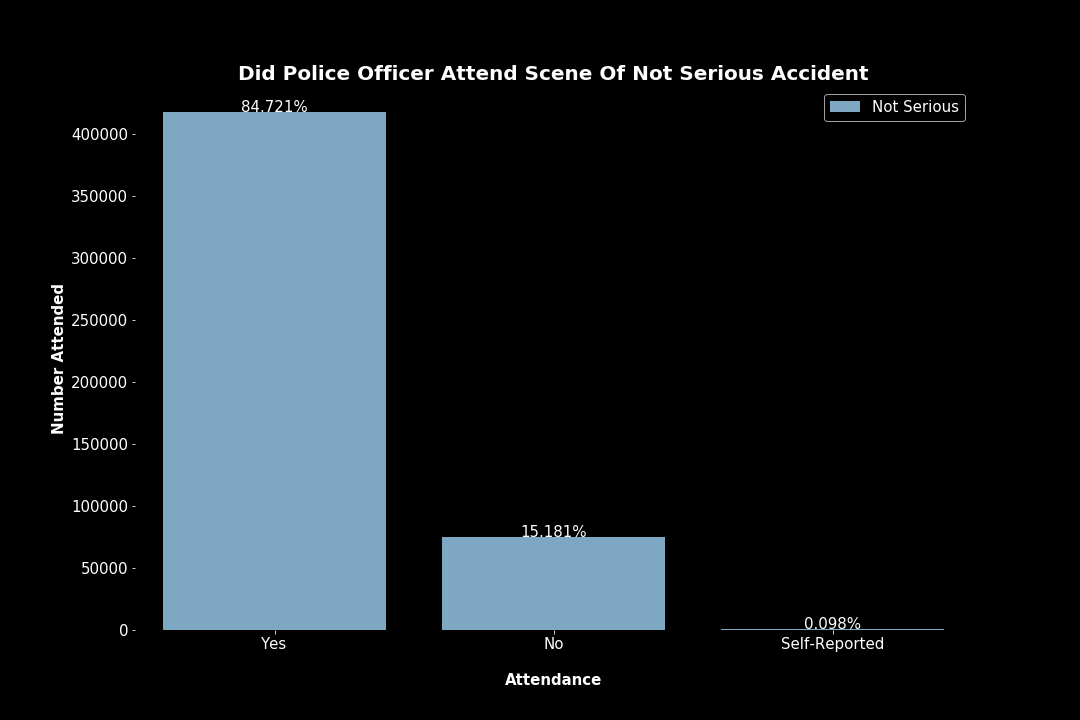 Did Police Officer Attend Scene Of Not Serious Accident
Not Serious
84.721%
15.181%
0.098%
Number Attended
400000
350000
300000
250000
200000
150000
100000
50000
0
Yes
No
Self-Reported
Attendance